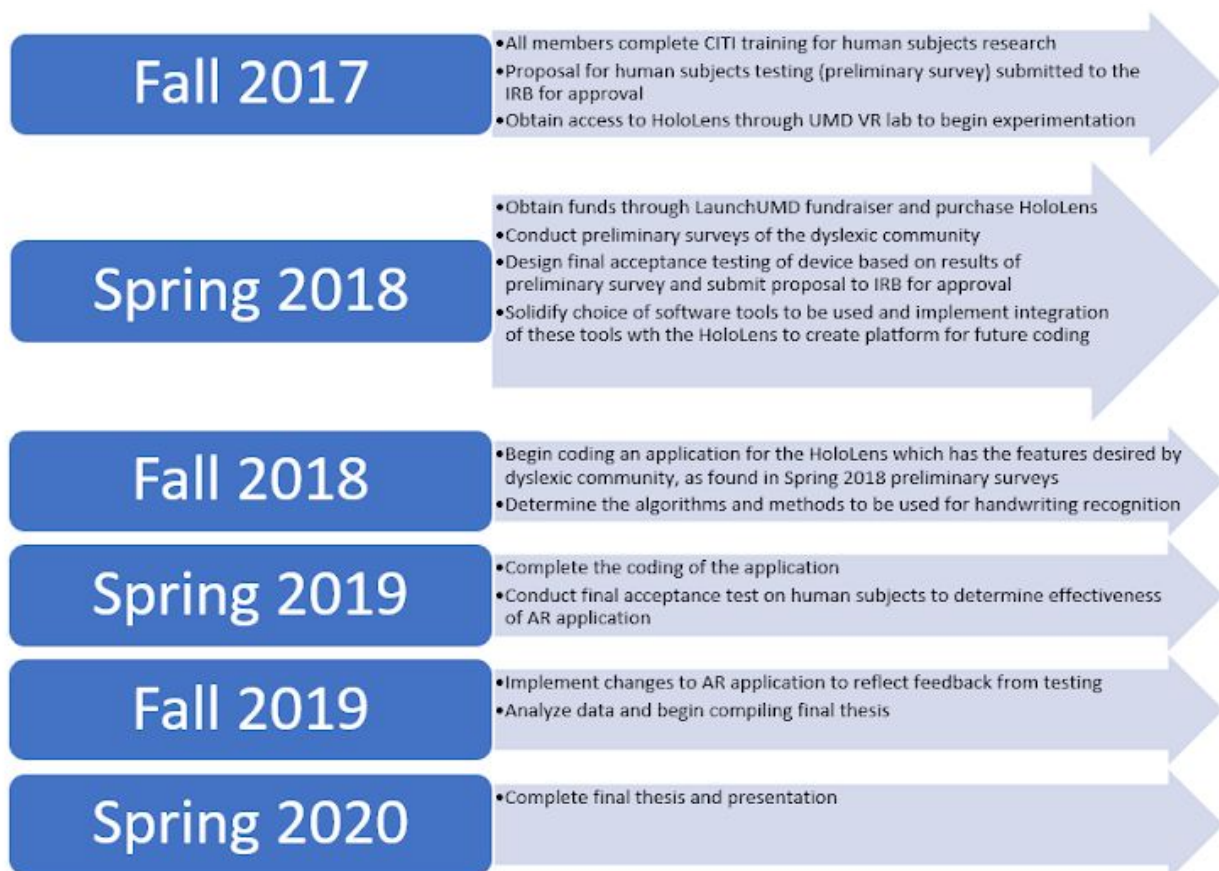 Fall 2017
•All members complete CITI training for human subjects research
•Proposal for human subjects testing (preliminary survey) submitted to the
IRB for approval
•Obtain access to HoloLens through UMD VR lab to begin experimentation
Spring 2018
•Obtain funds through LaunchUMD fundraiser and purchase HoloLens
•Conduct preliminary surveys of the dyslexic community
•Design final acceptance testing of device based on results of
preliminary survey and submit proposal to IRB for approval
•Solidify choice of software tools to be used and implement integration
of these tools wth the HoloLens to create platform for future coding
Fall 2018
•Begin coding an application for the HoloLens which has the features desired by
dyslexic community, as found in Spring 2018 preliminary surveys
•Determine the algorithms and methods to be used for handwriting recognition
Spring 2019
•Complete the coding of the application
•Conduct final acceptance test on human subjects to determine effectiveness
of AR application
Fall 2019
•Implement changes to AR application to reflect feedback from testing
•Analyze data and begin compiling final thesis
Spring 2020
•Complete final thesis and presentation